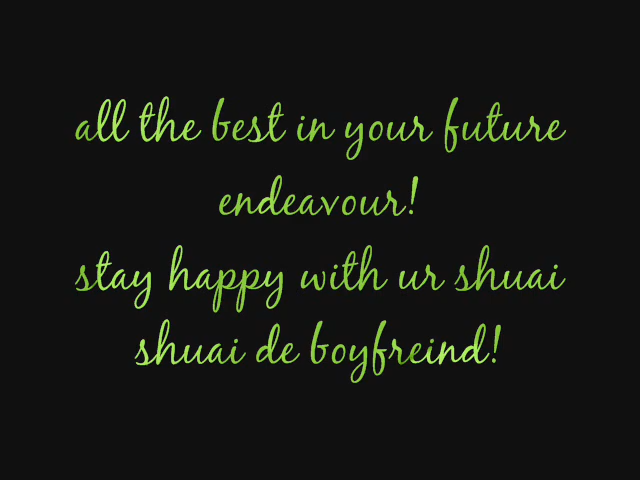 all the best in your future
endeavour!
stay happy with ur shuai
shuai de boyfreind!